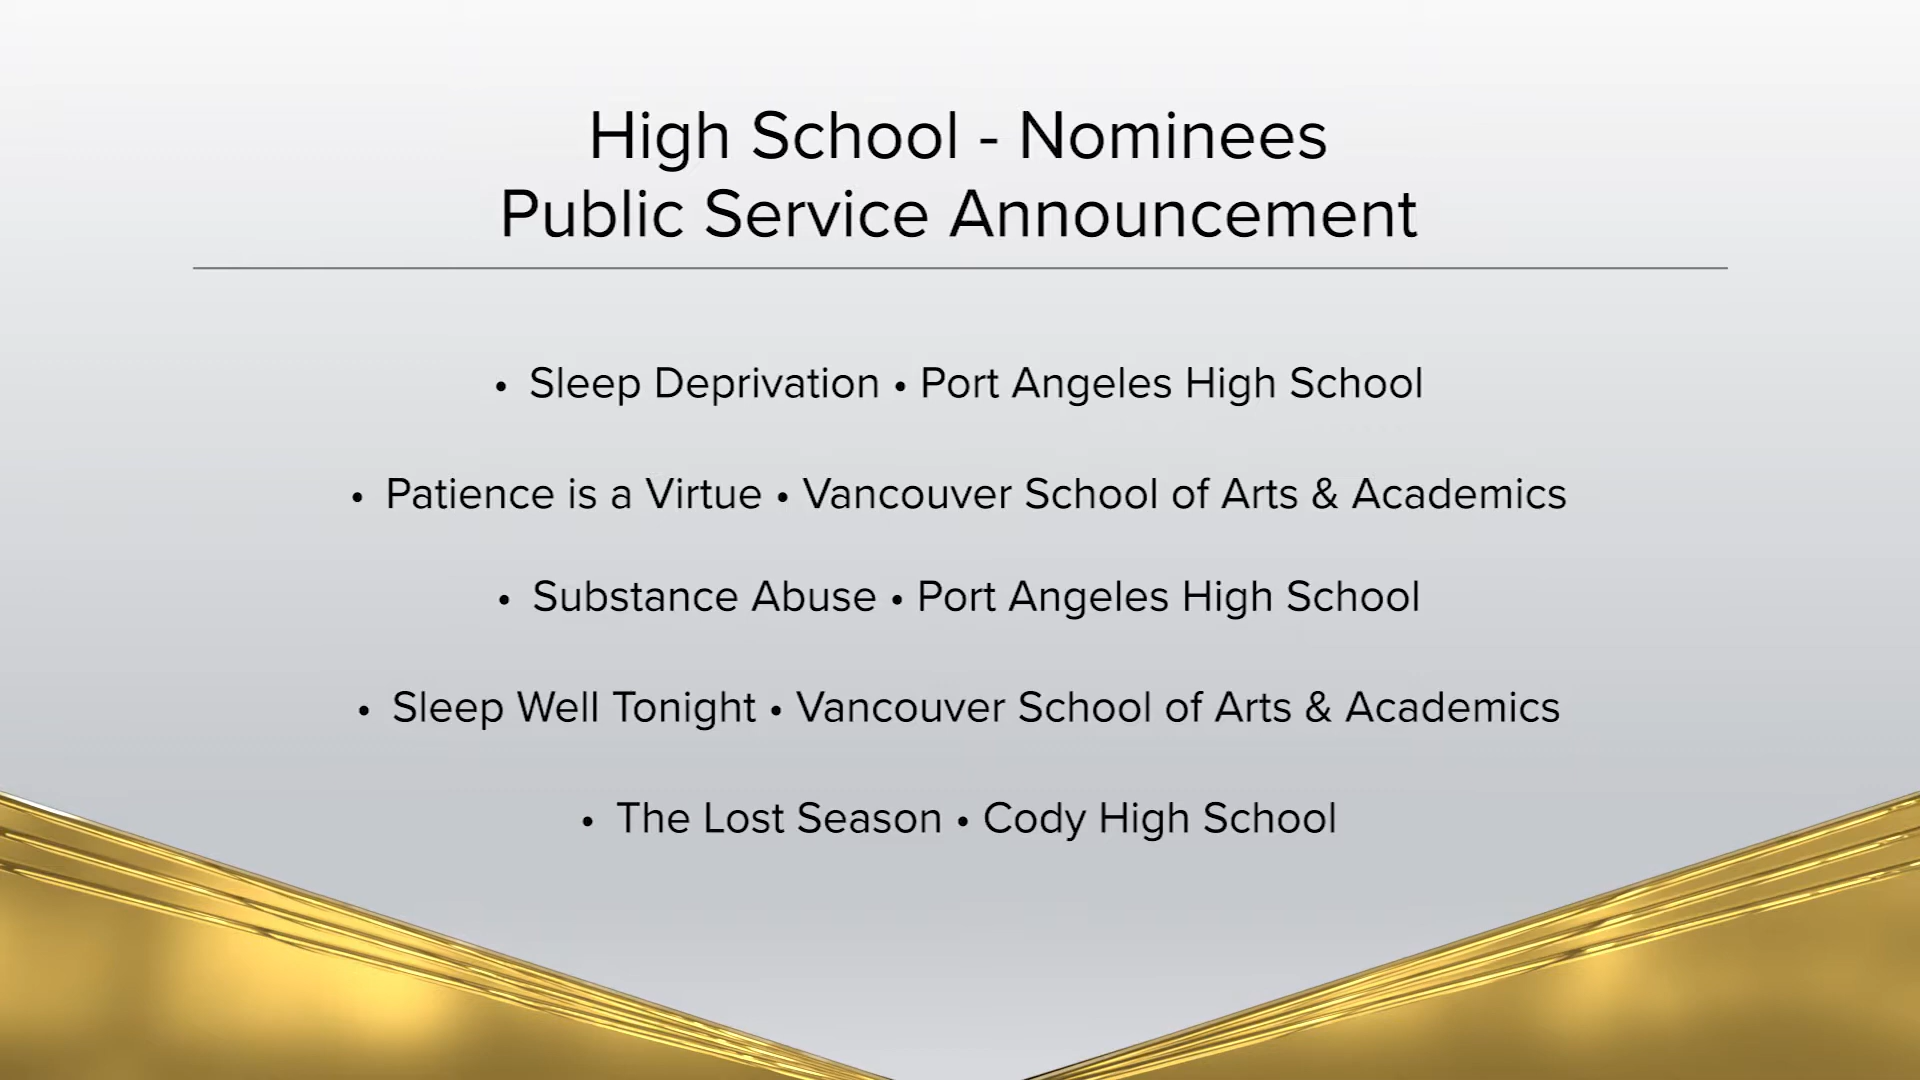 High School - Nominees
Public Service Announcement
• Sleep Deprivation • Port Angeles High School
• Patience is a Virtue • Vancouver School of Arts & Academics
• Substance Abuse • Port Angeles High School
• Sleep Well Tonight • Vancouver School of Arts & Academics
• The Lost Season • Cody High School